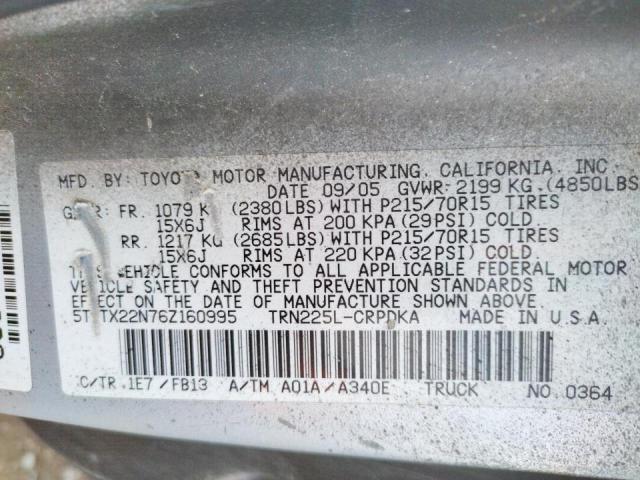 MFD. BY: TOYOTA MOTOR MANUFACTURING, CALIFORNIA, INC.
DATE 09/05 GVWR 2199 KG (4850LBS
FR. 1079 K (2380LBS) WITH P215/70R15 TIRES
15X6J RIMS AT 200 KPA (29PSI) COLD.
RR. 1217 KG (2685LBS) WITH P215/70R15 TIRES
15X6J RIMS AT 220 KPA (32PSI) COLD.
VEHICLE CONFORMS TO ALL APPLICABLE FEDERAL MOTOR
VEHICLE SAFETY AND THEFT PREVENTION STANDARDS IN
EFFECT ON THE DATE OF MANUFACTURE SHOWN ABOVE.
TX22N76Z160995 TRN225L-CRPDKA MADE IN U.S.A.
C/TR 1E7/FB13 A/TM A01A/A340E TRUCK NO. 0364